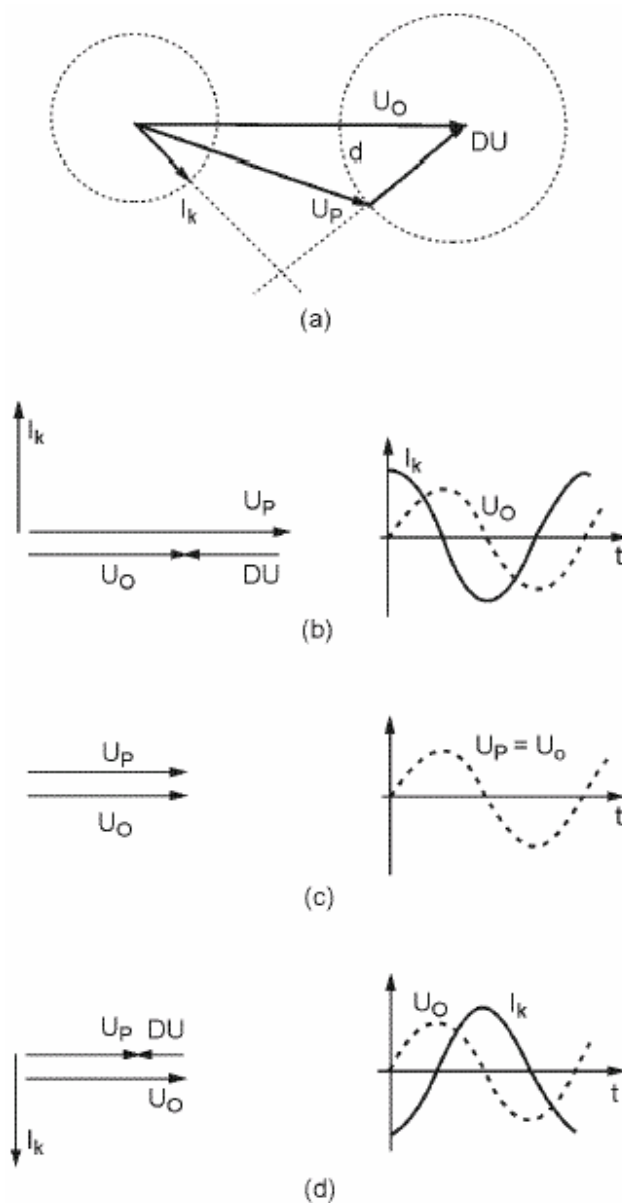 U_O
d
DU
I_k
U_P
(a)
I_k
U_P
U_O DU
I_k
U_O
t
(b)
U_P
U_O
U_P = U_o
t
(c)
U_P DU
U_O
I_k
U_O I_k
t
(d)